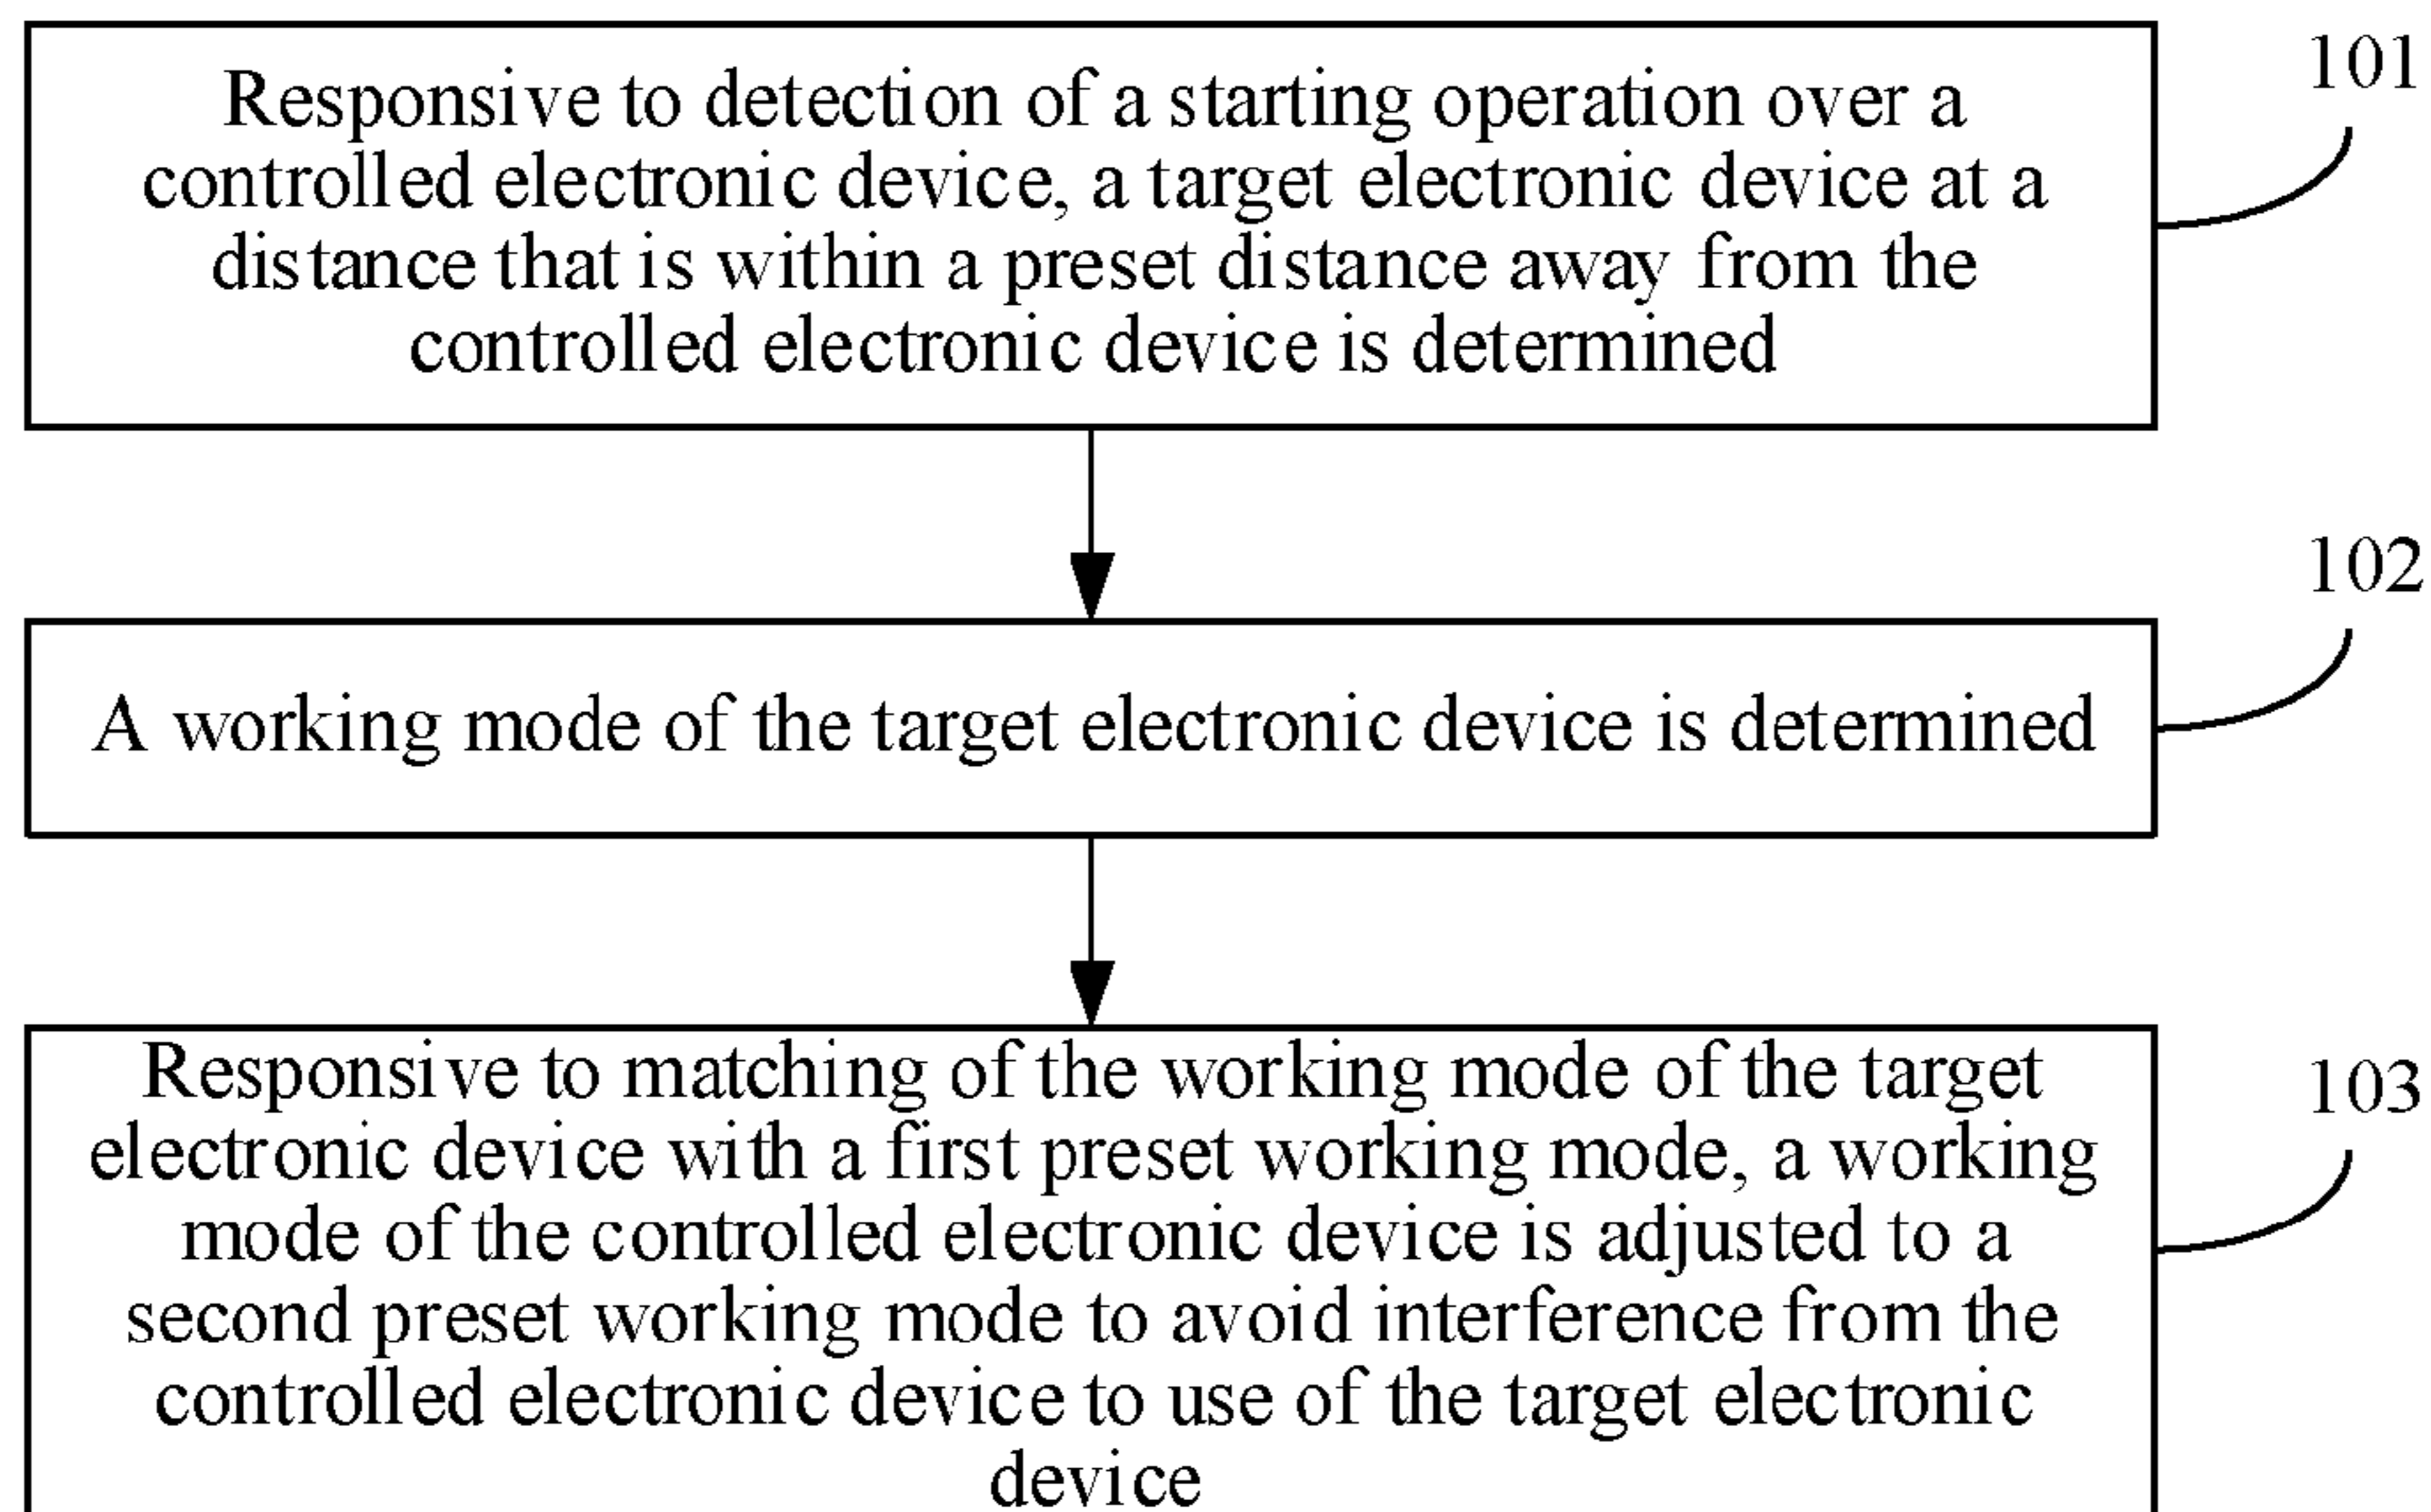 Responsive to detection of a starting operation over a
controlled electronic device, a target electronic device at a
distance that is within a preset distance away from the
controlled electronic device is determined
101
A working mode of the target electronic device is determined
102
Responsive to matching of the working mode of the target
electronic device with a first preset working mode, a working
mode of the controlled electronic device is adjusted to a
second preset working mode to avoid interference from the
controlled electronic device to use of the target electronic
device
103